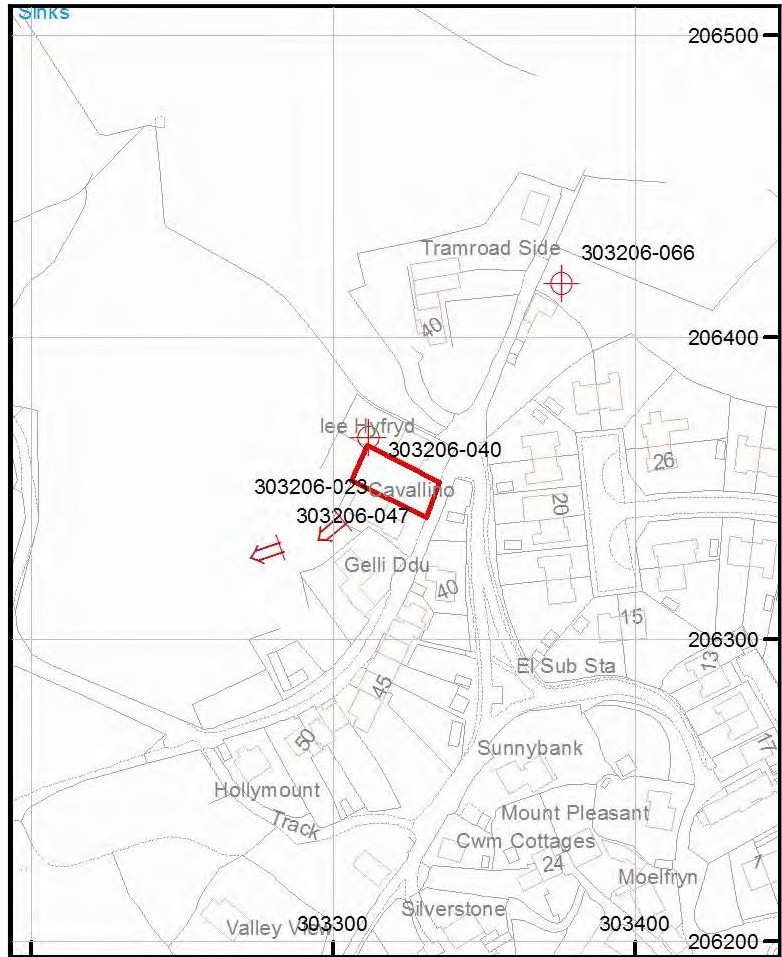 Sinks
206500
Tramroad Side
303206-066
40
206400
lee Hyfryd
303206-040
26
303206-023
Cavallino
20
303206-047
Gelli Ddu
40
15
206300
El Sub Sta
13
45
17
50
Sunnybank
Hollymount
Mount Pleasant
Track
Cwm Cottages
24
1
Moelfryn
Silverstone
Valley View
303300
303400
206200